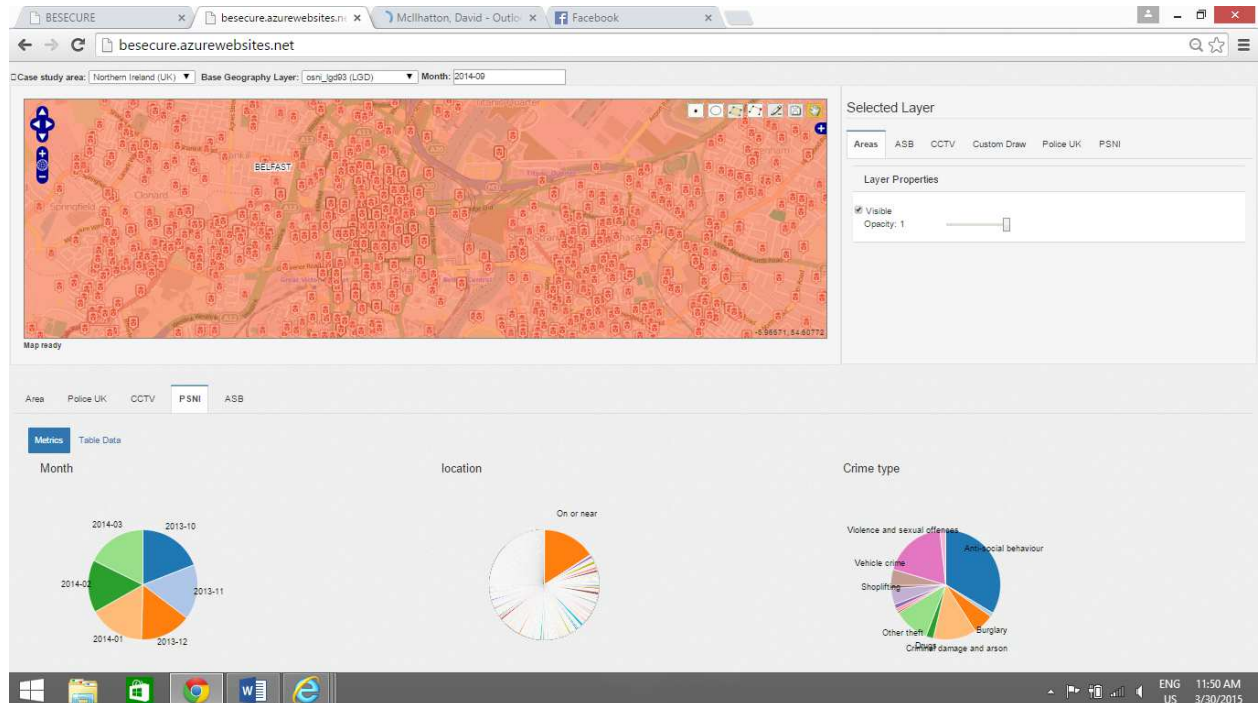 BESECURE
besecure.azurewebsites.ne
McIlhatton, David - Outlo
Facebook
besecure.azurewebsites.net
Case study area: Northern Ireland (UK) Base Geography Layer: osni_lgd93 (LGD) Month: 2014-09
BELFAST
Clonard
Springfield
Map ready
Selected Layer
Areas ASB CCTV Custom Draw Police UK PSNI
Layer Properties
Visible
Opacity: 1
Area Police UK CCTV PSNI ASB
Metrics Table Data
Month
2014-03
2013-10
2014-02
2013-11
2014-01
2013-12
location
On or near
Crime type
Violence and sexual offenses
Anti-social behaviour
Vehicle crime
Shoplifting
Other theft
Burglary
Drugs
Criminal damage and arson
ENG 11:50 AM
US 3/30/2015